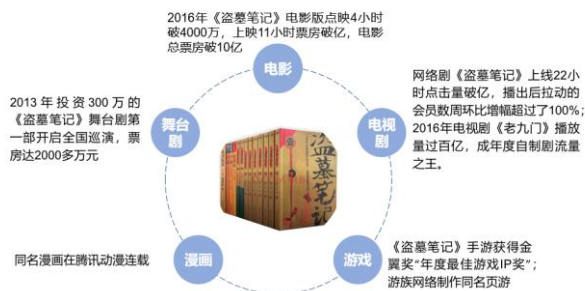 2016年《盗墓笔记》电影版点映4小时
破4000万，上映11小时票房破亿，电影
总票房破10亿
电影
网络剧《盗墓笔记》上线22小
时点击量破亿，播出后拉动的
会员数周环比增幅超过了100%；
2016年电视剧《老九门》播放
量过百亿，成年度自制剧流量
之王。
电视
剧
2013年投资300万的
《盗墓笔记》舞台剧第
一部开启全国巡演，票
房达2000多万元
舞台
剧
盗墓笔记
同名漫画在腾讯动漫连载
漫画
游戏
《盗墓笔记》手游获得金
翼奖“年度最佳游戏IP奖”；
游族网络制作同名页游